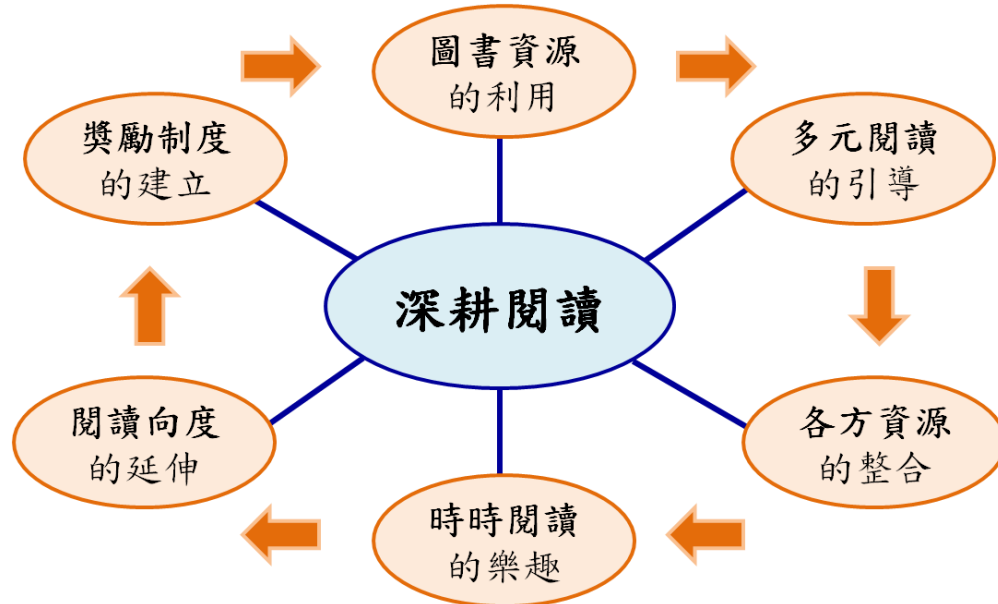 圖書資源
的利用
多元閱讀
的引導
各方資源
的整合
時時閱讀
的樂趣
閱讀向度
的延伸
獎勵制度
的建立
深耕閱讀